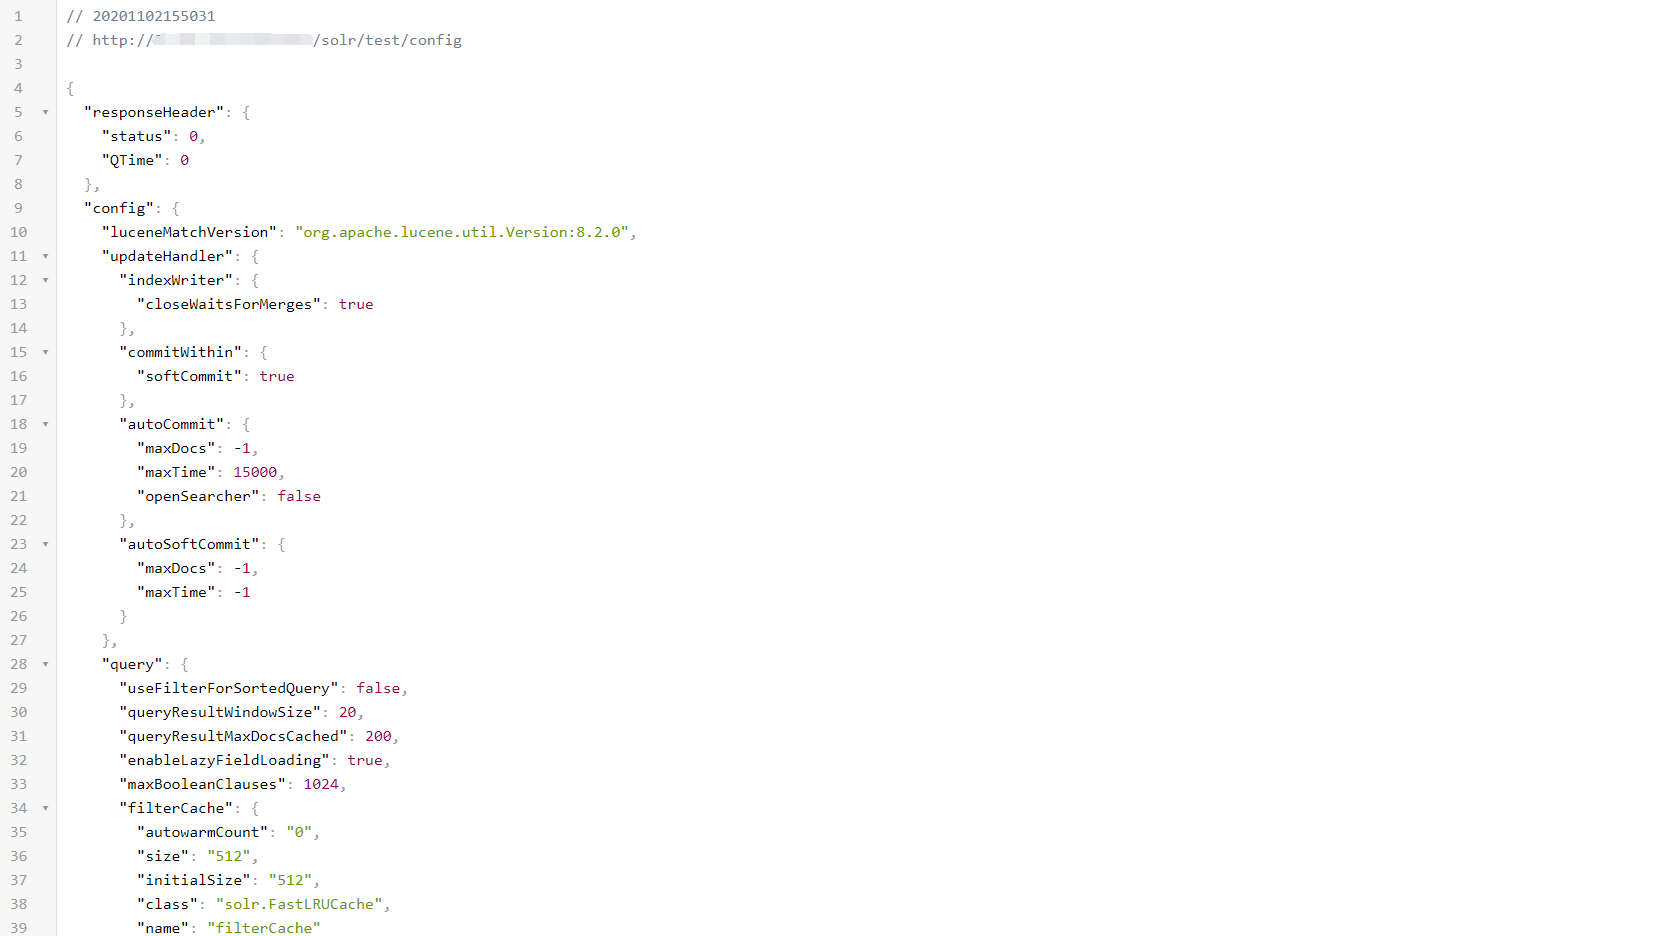 1 // 20201102155031
2 // http:// /solr/test/config
3
4 {
5 "responseHeader": {
6 "status": 0,
7 "QTime": 0
8 },
9 "config": {
10 "luceneMatchVersion": "org.apache.lucene.util.Version:8.2.0",
11 "updateHandler": {
12 "indexWriter": {
13 "closeWaitsForMerges": true
14 },
15 "commitWithin": {
16 "softCommit": true
17 },
18 "autoCommit": {
19 "maxDocs": -1,
20 "maxTime": 15000,
21 "openSearcher": false
22 },
23 "autoSoftCommit": {
24 "maxDocs": -1,
25 "maxTime": -1
26 }
27 },
28 "query": {
29 "useFilterForSortedQuery": false,
30 "queryResultWindowSize": 20,
31 "queryResultMaxDocsCached": 200,
32 "enableLazyFieldLoading": true,
33 "maxBooleanClauses": 1024,
34 "filterCache": {
35 "autowarmCount": "0",
36 "size": "512",
37 "initialSize": "512",
38 "class": "solr.FastLRUCache",
39 "name": "filterCache"